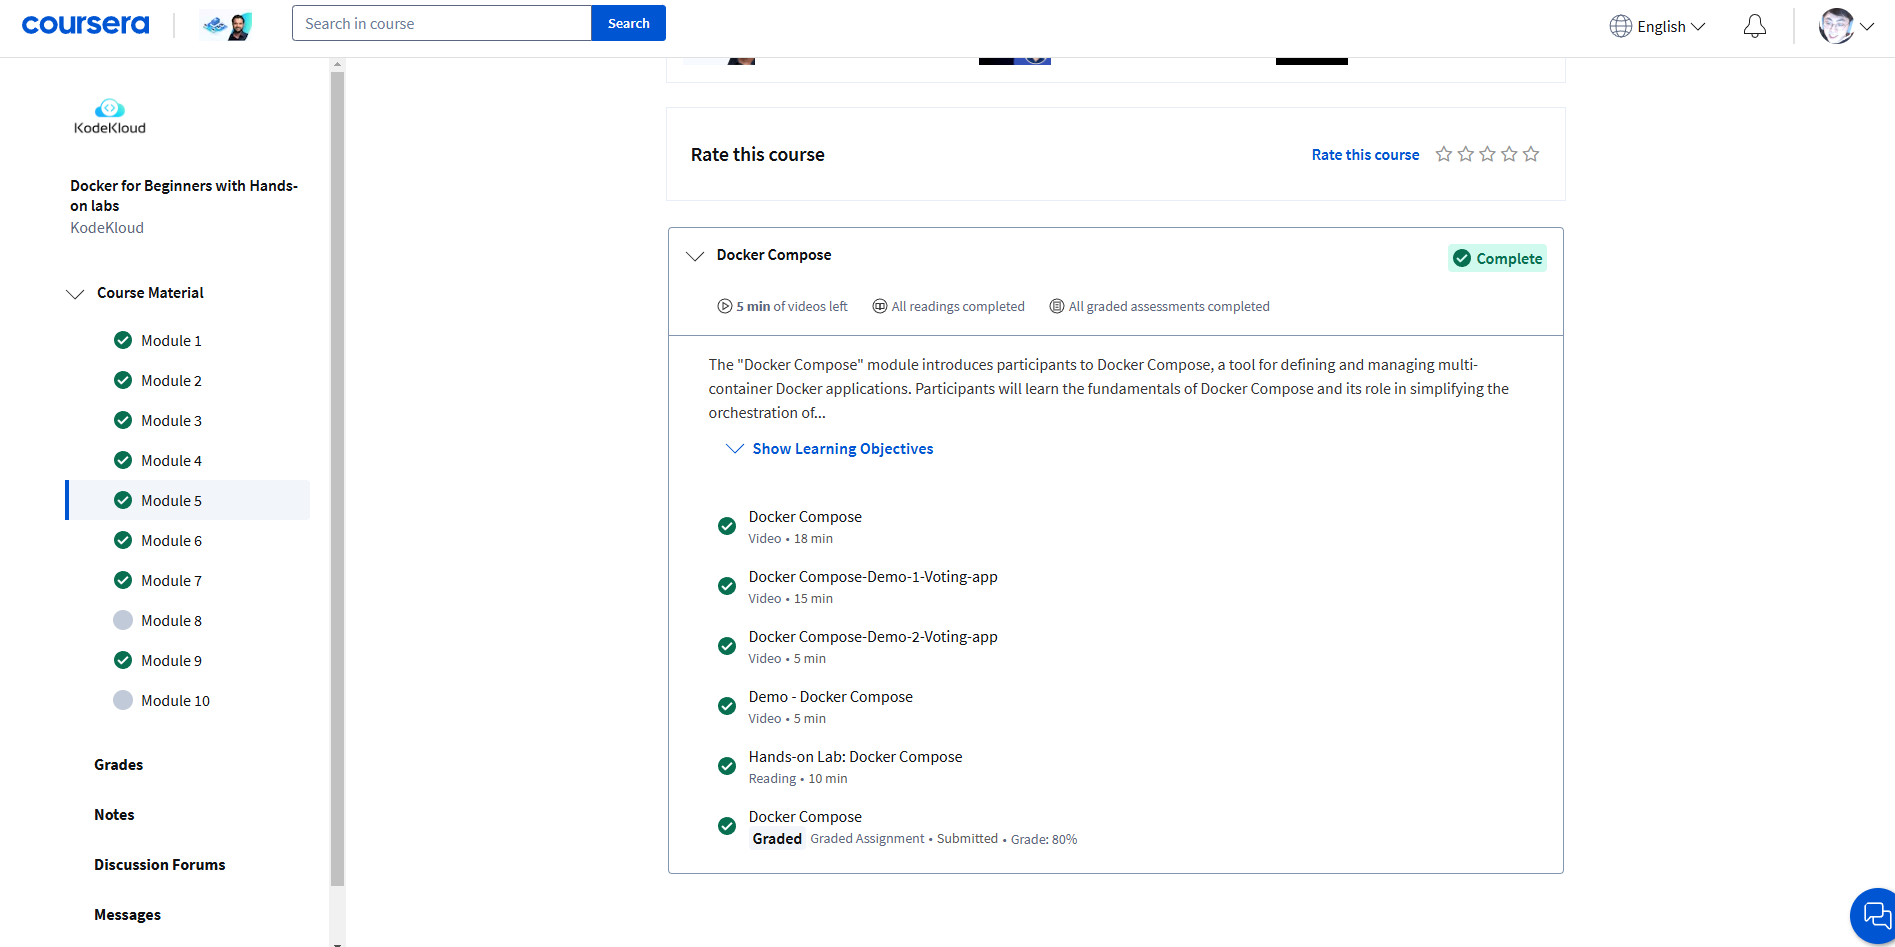 coursera
Search in course
Search
English
KodeKloud
Docker for Beginners with Hands-
on labs
KodeKloud
Course Material
Module 1
Module 2
Module 3
Module 4
Module 5
Module 6
Module 7
Module 8
Module 9
Module 10
Grades
Notes
Discussion Forums
Messages
Rate this course
Rate this course
Docker Compose
Complete
5 min of videos left
All readings completed
All graded assessments completed
The "Docker Compose" module introduces participants to Docker Compose, a tool for defining and managing multi-
container Docker applications. Participants will learn the fundamentals of Docker Compose and its role in simplifying the
orchestration of...
Show Learning Objectives
Docker Compose
Video • 18 min
Docker Compose-Demo-1-Voting-app
Video • 15 min
Docker Compose-Demo-2-Voting-app
Video • 5 min
Demo - Docker Compose
Video • 5 min
Hands-on Lab: Docker Compose
Reading • 10 min
Docker Compose
Graded Graded Assignment • Submitted • Grade: 80%